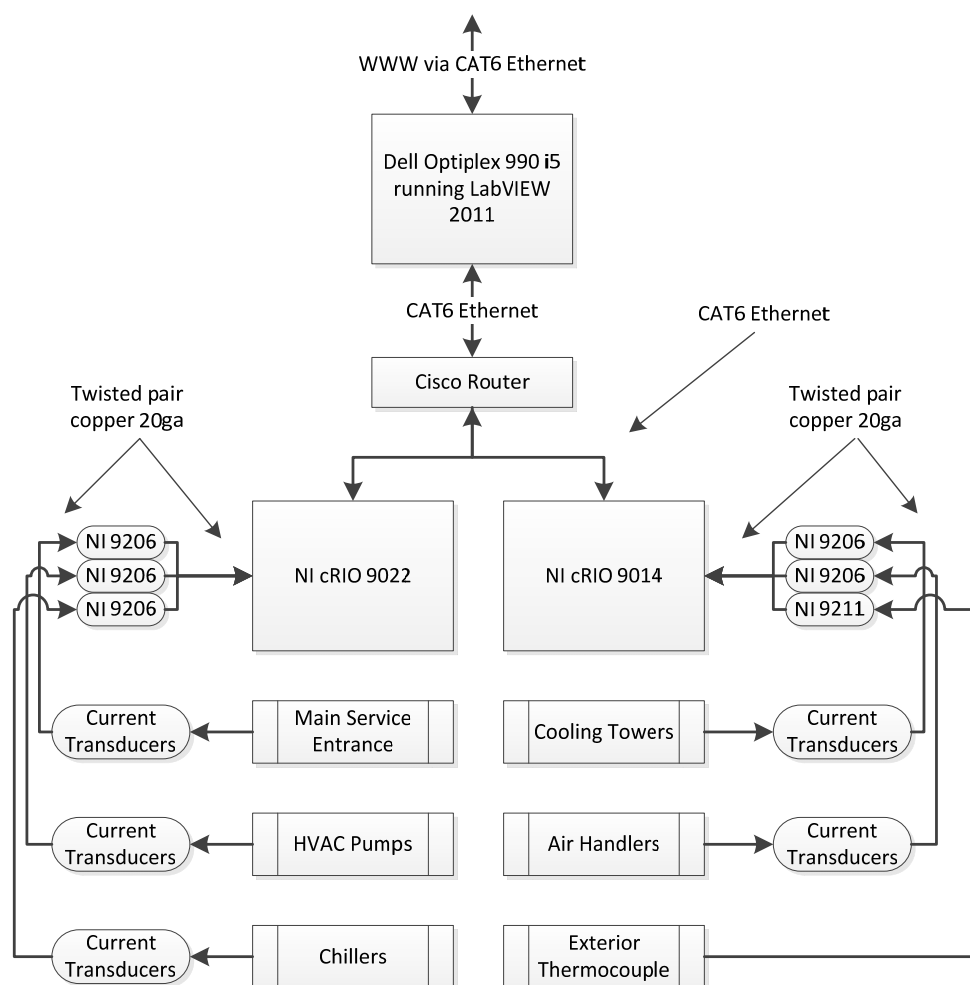 WWW via CAT6 Ethernet
Dell Optiplex 990 i5
running LabVIEW
2011
CAT6 Ethernet
CAT6 Ethernet
Cisco Router
Twisted pair
copper 20ga
Twisted pair
copper 20ga
NI 9206
NI 9206
NI 9206
NI cRIO 9022
NI cRIO 9014
NI 9206
NI 9206
NI 9211
Current
Transducers
Main Service
Entrance
Cooling Towers
Current
Transducers
Current
Transducers
HVAC Pumps
Air Handlers
Current
Transducers
Current
Transducers
Chillers
Exterior
Thermocouple